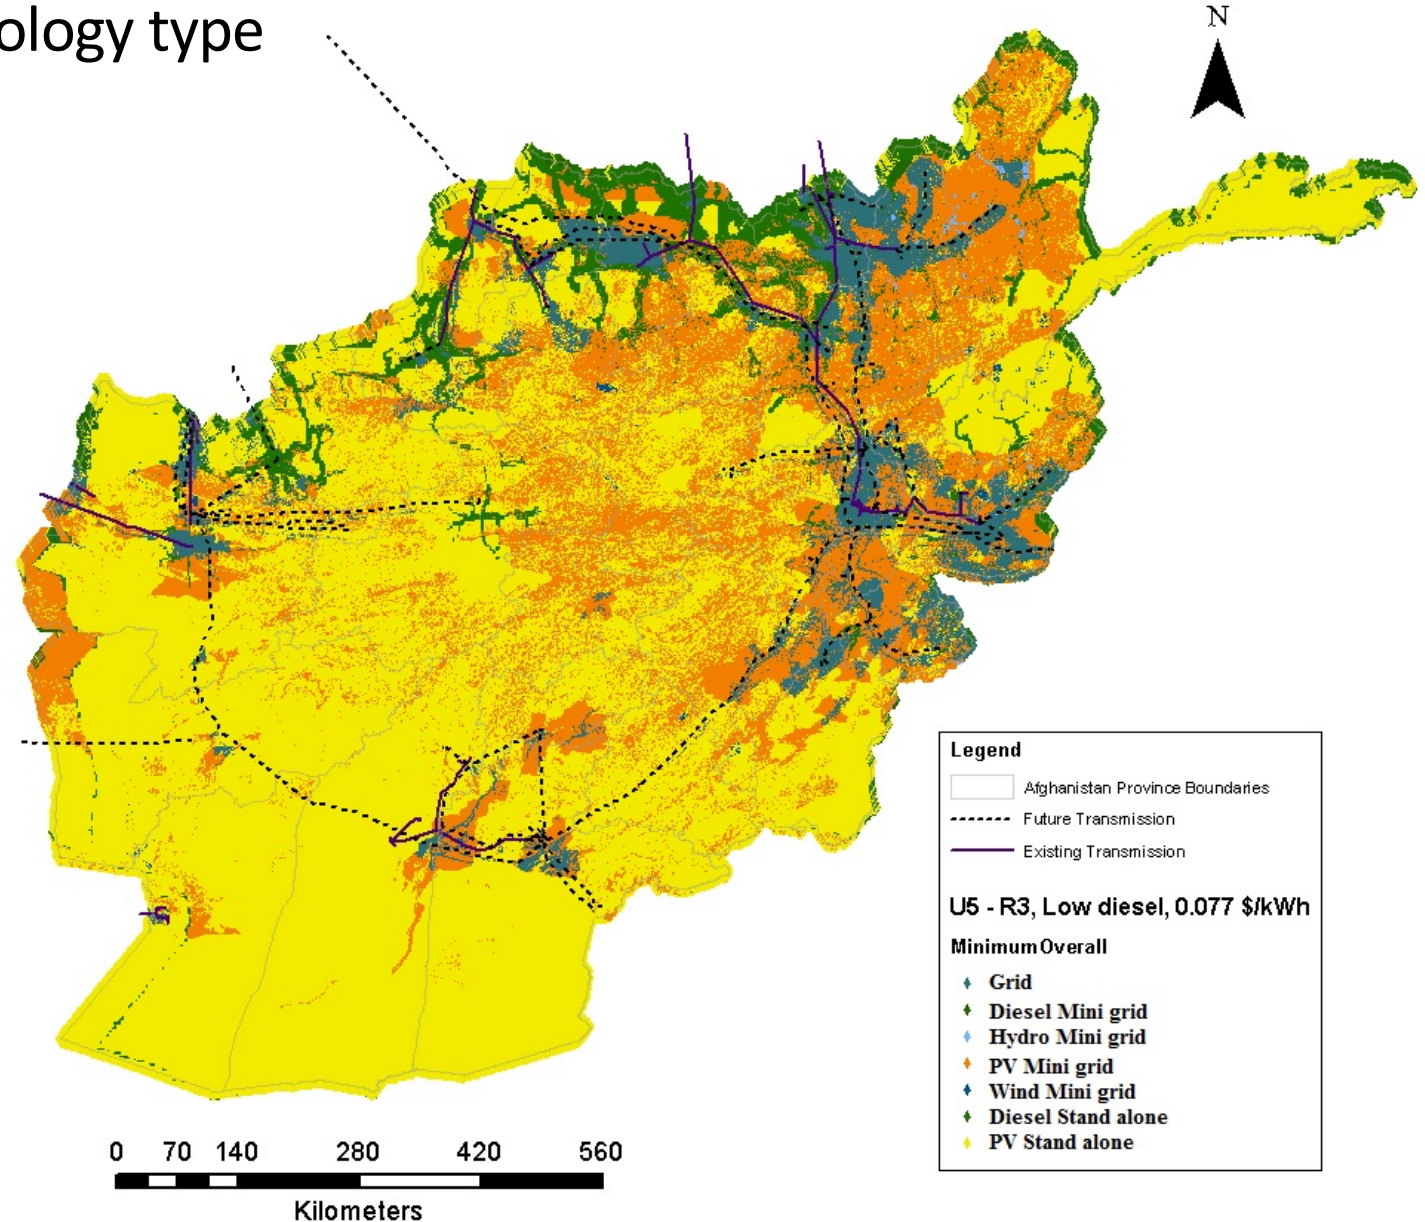 ology type
N
Legend
Afghanistan Province Boundaries
Future Transmission
Existing Transmission
U5 - R3, Low diesel, 0.077 $/kWh
Minimum Overall
Grid
Diesel Mini grid
Hydro Mini grid
PV Mini grid
Wind Mini grid
Diesel Stand alone
PV Stand alone
0 70 140 280 420 560
Kilometers